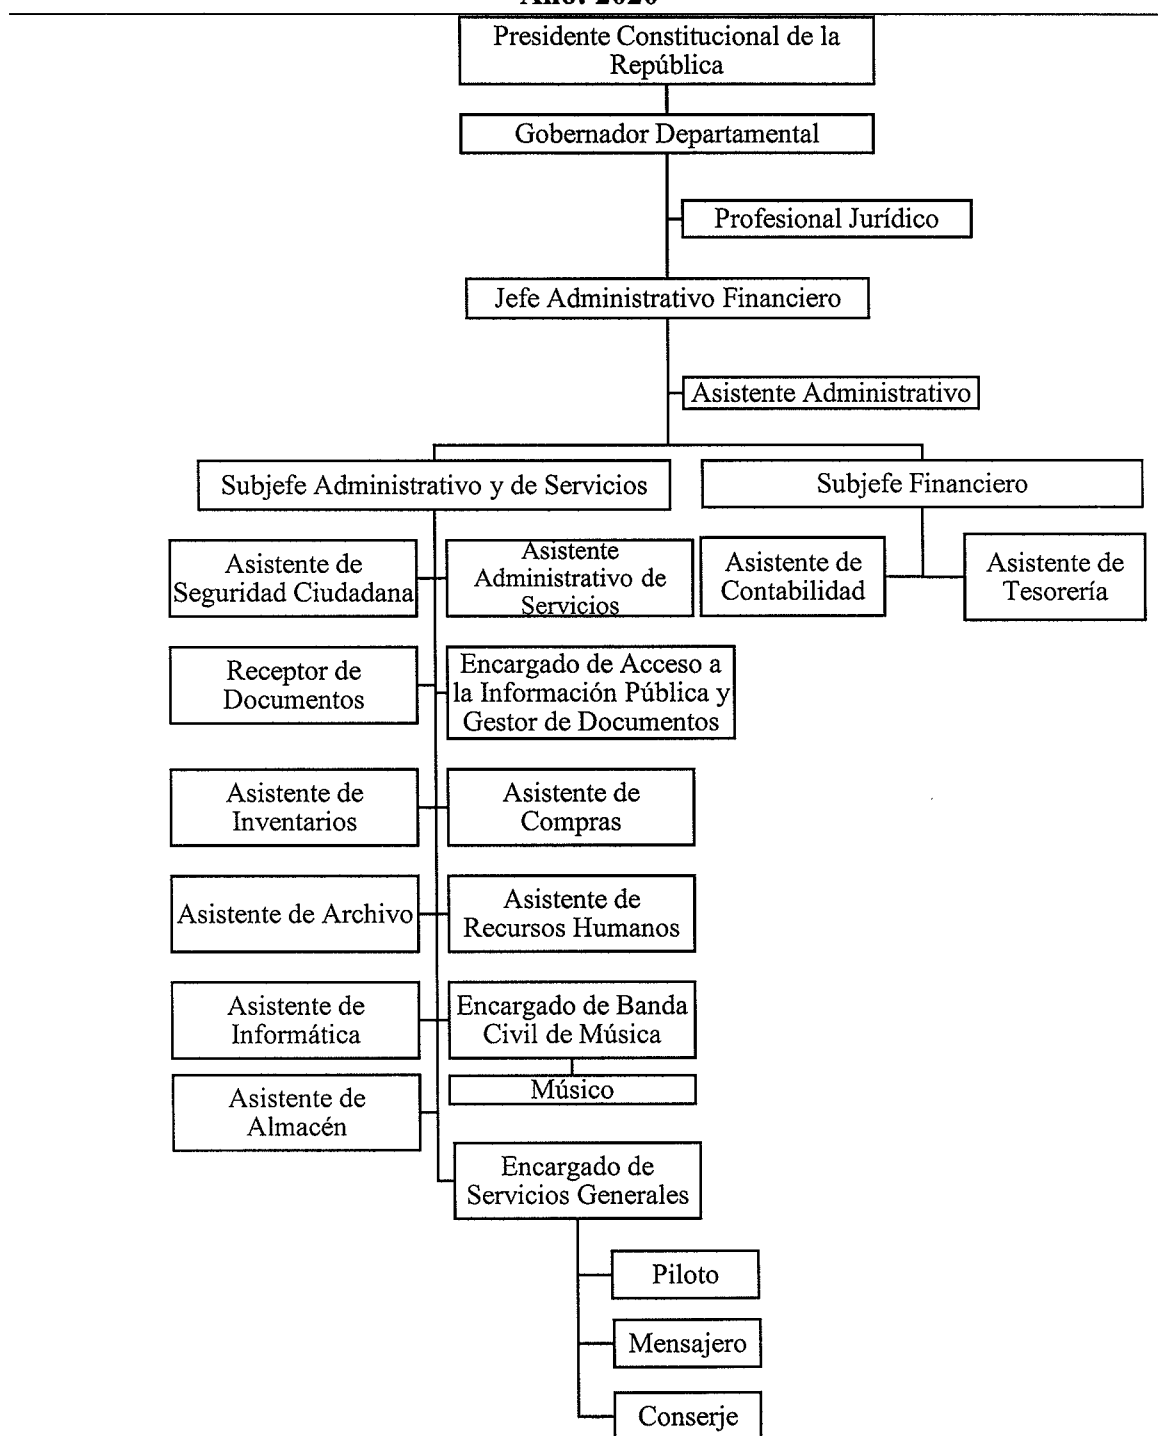 Año: 2020
Presidente Constitucional de la
República
Gobernador Departamental
Profesional Jurídico
Jefe Administrativo Financiero
Asistente Administrativo
Subjefe Administrativo y de Servicios
Subjefe Financiero
Asistente de
Seguridad Ciudadana
Asistente
Administrativo de
Servicios
Asistente de
Contabilidad
Asistente de
Tesorería
Receptor de
Documentos
Encargado de Acceso a
la Información Pública y
Gestor de Documentos
Asistente de
Inventarios
Asistente de
Compras
Asistente de Archivo
Asistente de
Recursos Humanos
Asistente de
Informática
Encargado de Banda
Civil de Música
Músico
Asistente de
Almacén
Encargado de
Servicios Generales
Piloto
Mensajero
Conserje